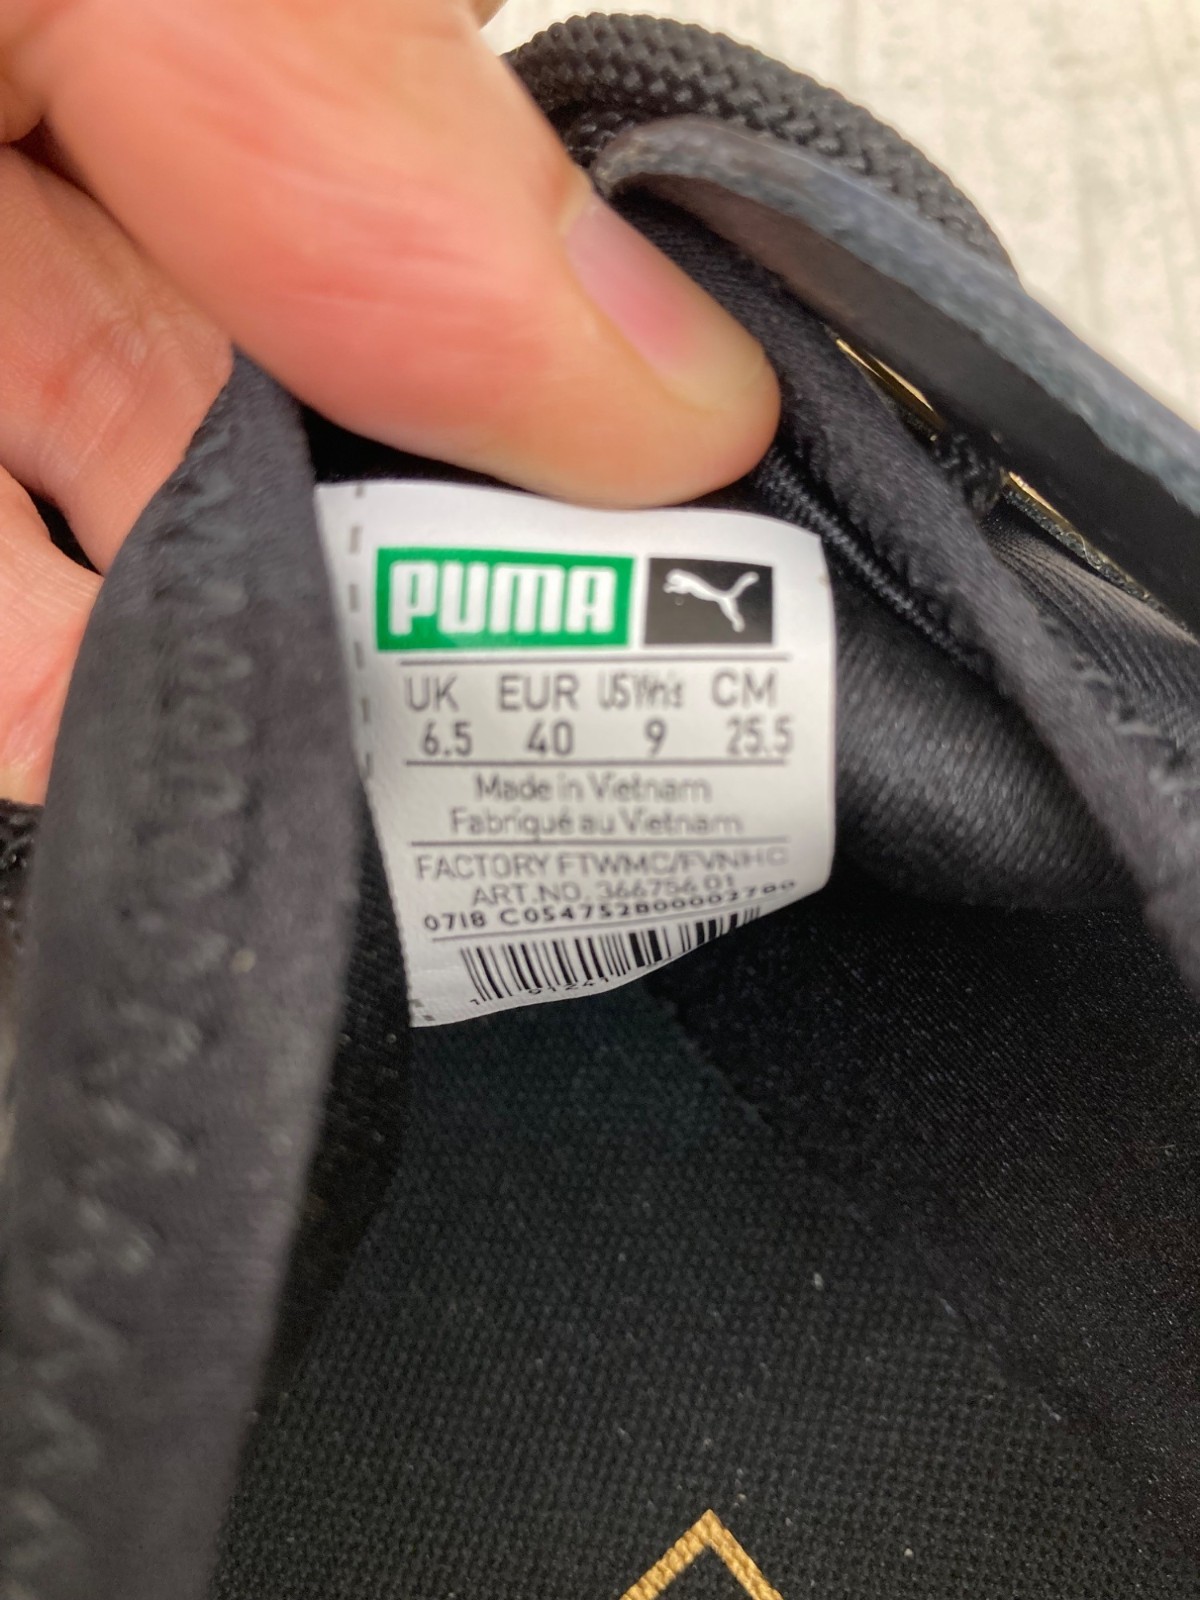 PUMA
UK EUR US Wn's CM
6.5 40 9 25.5
Made in Vietnam
Fabriqué au Vietnam
FACTORY FTWMC/FVNHC
ART.NO. 366756 01
0718 C054752800002780